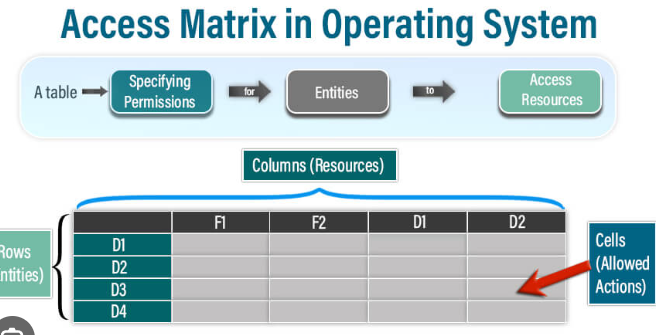 Access Matrix in Operating System
A table
Specifying
Permissions
for
Entities
to
Access
Resources
Columns (Resources)
F1 F2 D1 D2
D1
D2
D3
D4
Rows
ntities)
Cells
(Allowed
Actions)